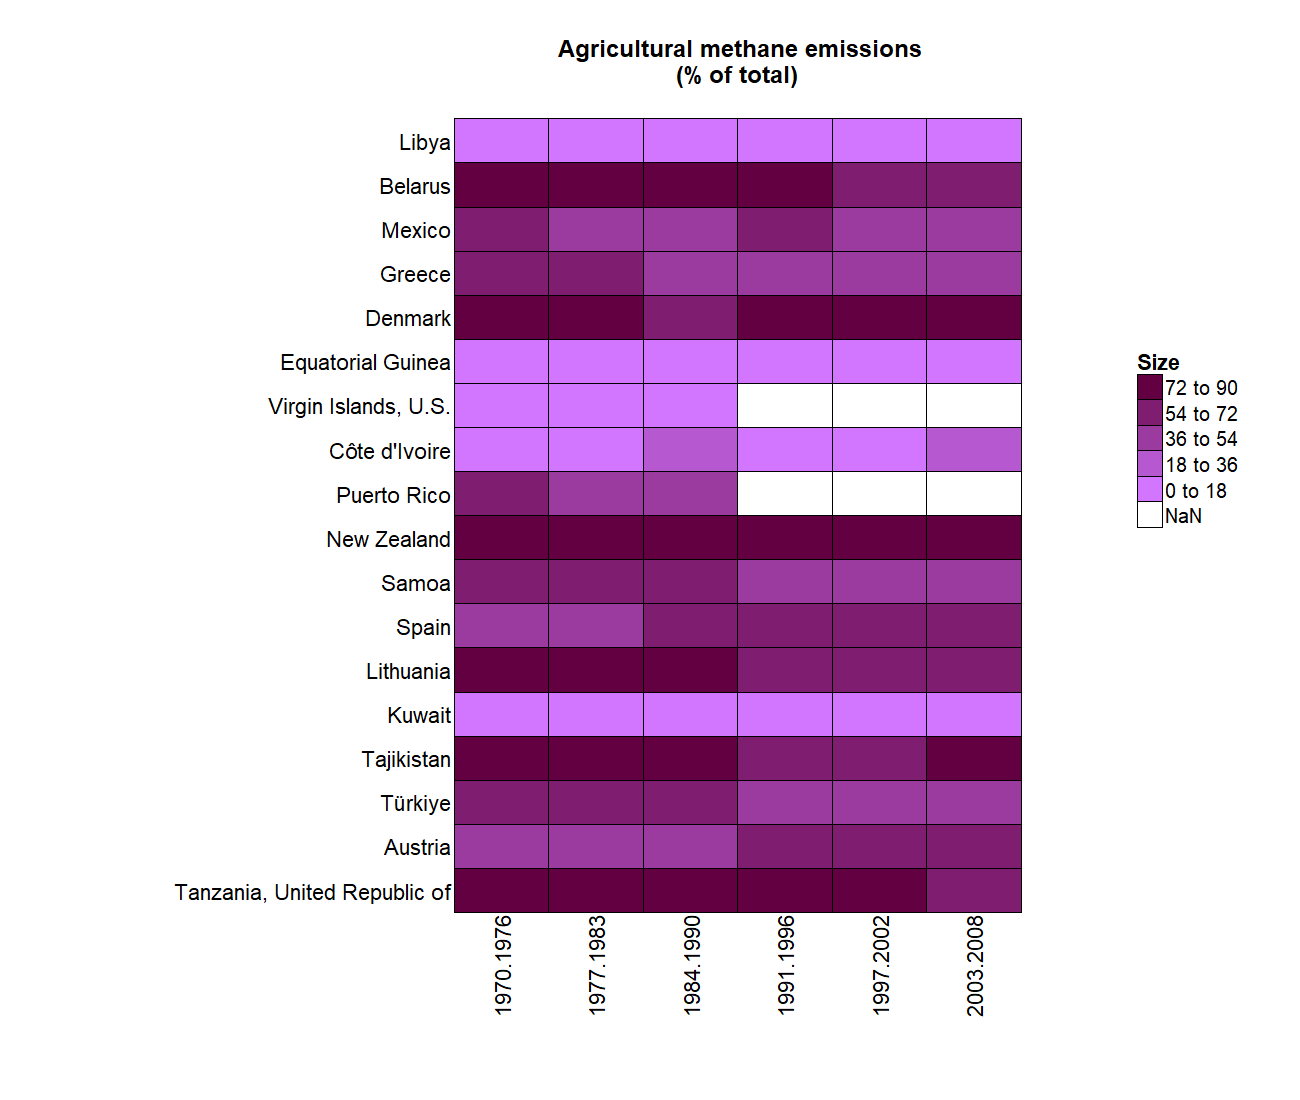 Agricultural methane emissions
(% of total)
Libya
Belarus
Mexico
Greece
Denmark
Equatorial Guinea
Virgin Islands, U.S.
Côte d'Ivoire
Puerto Rico
New Zealand
Samoa
Spain
Lithuania
Kuwait
Tajikistan
Türkiye
Austria
Tanzania, United Republic of
1970.1976
1977.1983
1984.1990
1991.1996
1997.2002
2003.2008
Size
72 to 90
54 to 72
36 to 54
18 to 36
0 to 18
NaN